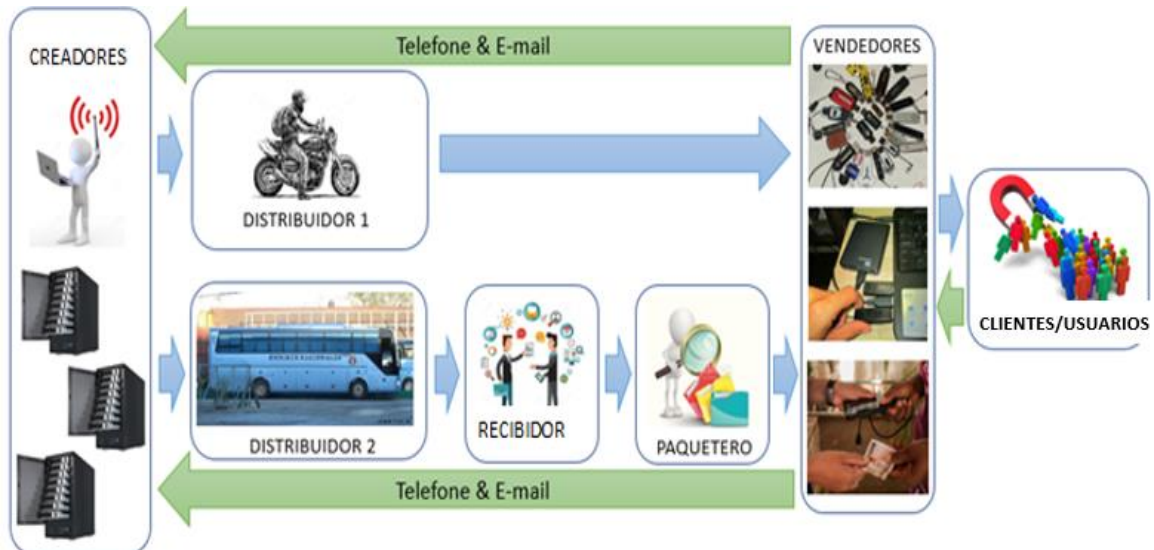 CREADORES
Telefone & E-mail
VENDEDORES
DISTRIBUIDOR 1
CLIENTES/USUARIOS
DISTRIBUIDOR 2
RECIBIDOR
PAQUETERO
Telefone & E-mail